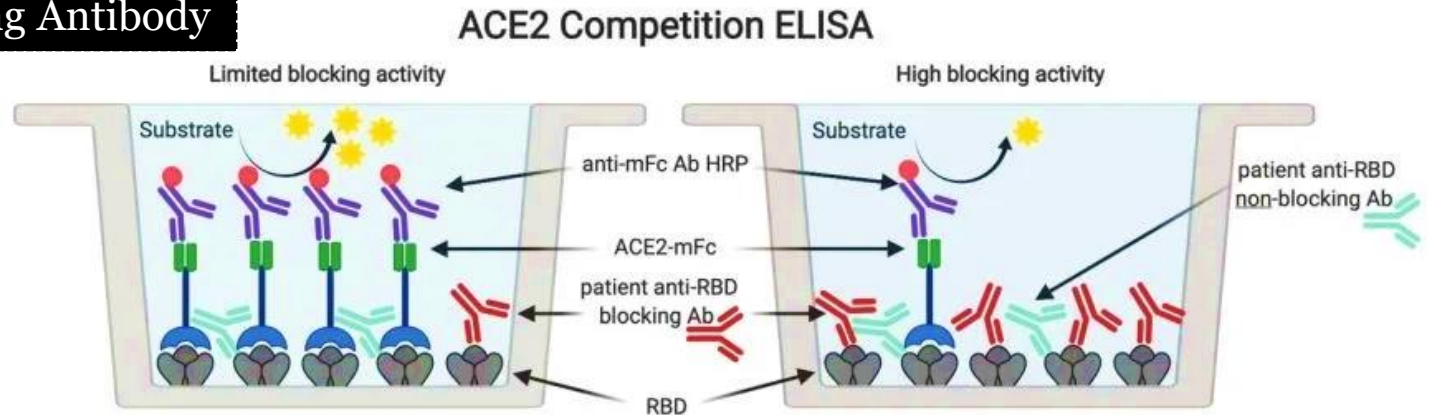 g Antibody
ACE2 Competition ELISA
Limited blocking activity
High blocking activity
Substrate
Substrate
anti-mFc Ab HRP
patient anti-RBD
non-blocking Ab
ACE2-mFc
patient anti-RBD
blocking Ab
RBD